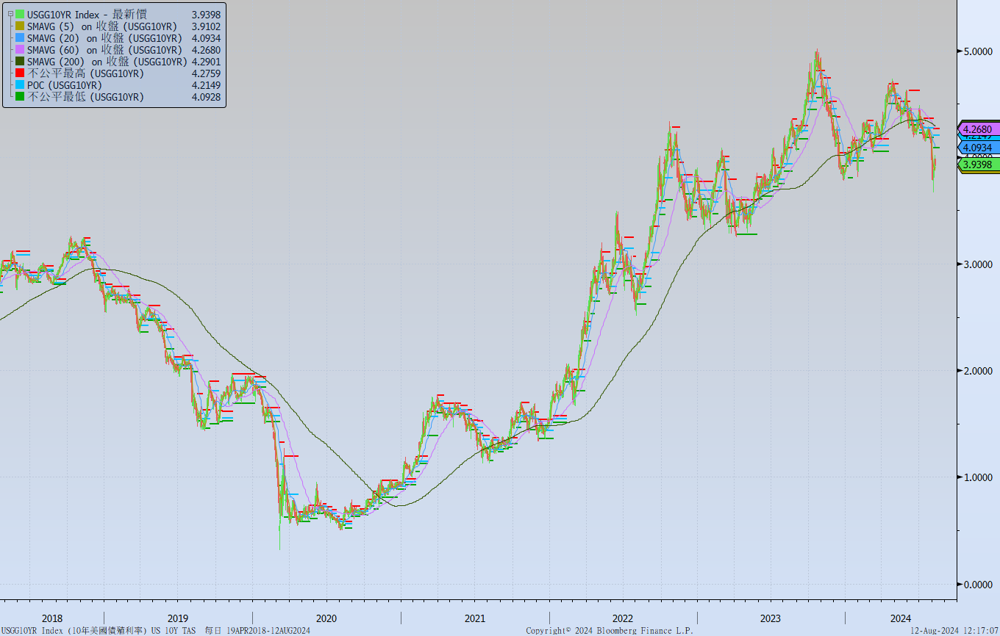 USGG10YR Index - 最新價 3.9398
SMAVG (5) on 收盤 (USGG10YR) 3.9102
SMAVG (20) on 收盤 (USGG10YR) 4.0934
SMAVG (60) on 收盤 (USGG10YR) 4.2680
SMAVG (200) on 收盤 (USGG10YR) 4.2901
不公平最高 (USGG10YR) 4.2759
POC (USGG10YR) 4.2149
不公平最低 (USGG10YR) 4.0928
5.0000
4.2680
4.2149
4.0934
4.0000
3.9398
3.0000
2.0000
1.0000
0.0000
2018 2019 2020 2021 2022 2023 2024
USGG10YR Index (10年美國債殖利率) US 10Y TAS 每日 19APR2018-12AUG2024 Copyright© 2024 Bloomberg Finance L.P. 12-Aug-2024 12:17:07